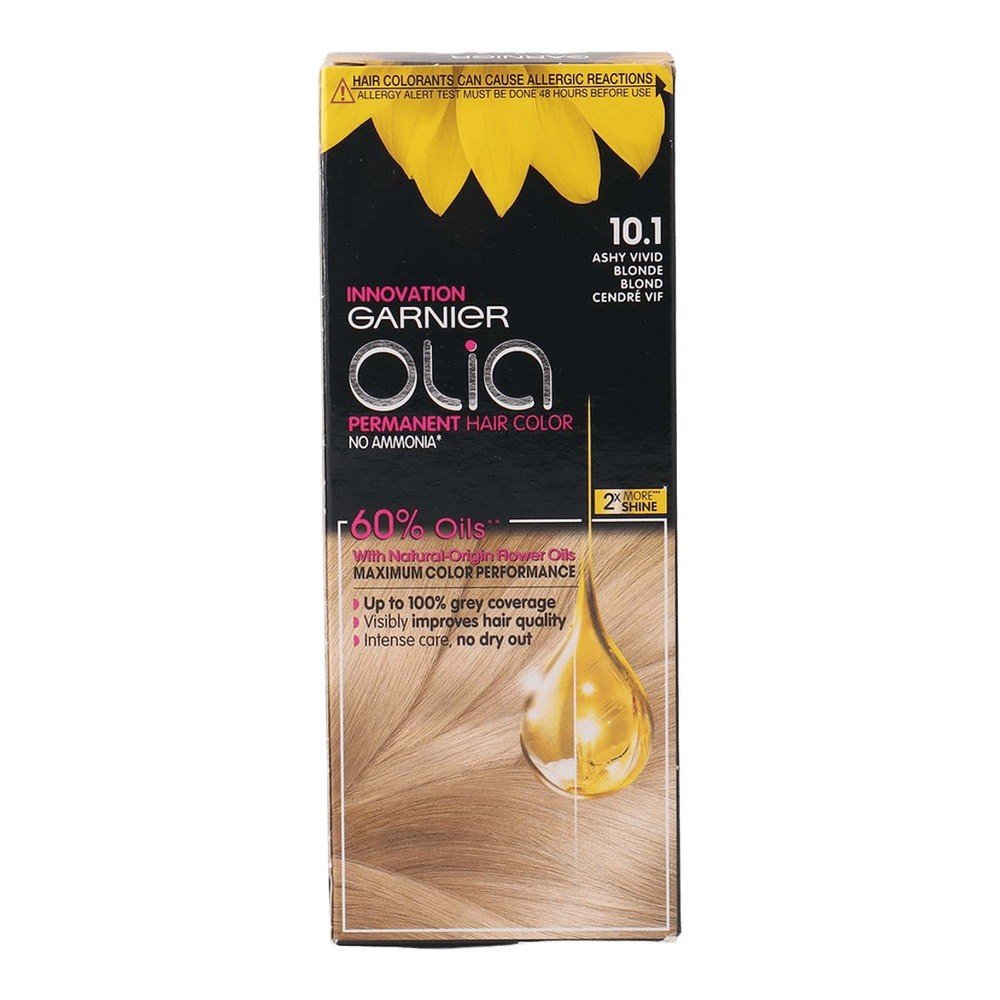 GARNIER
HAIR COLORANTS CAN CAUSE ALLERGIC REACTIONS
ALLERGY ALERT TEST MUST BE DONE 48 HOURS BEFORE USE
10.1
ASHY VIVID
BLONDE
BLOND
CENDRÉ VIF
INNOVATION
GARNIER
OLiA
PERMANENT HAIR COLOR
NO AMMONIA*
2X MORE***
SHINE
60% Oils**
With Natural-Origin Flower Oils
MAXIMUM COLOR PERFORMANCE
Up to 100% grey coverage
Visibly improves hair quality
Intense care, no dry out